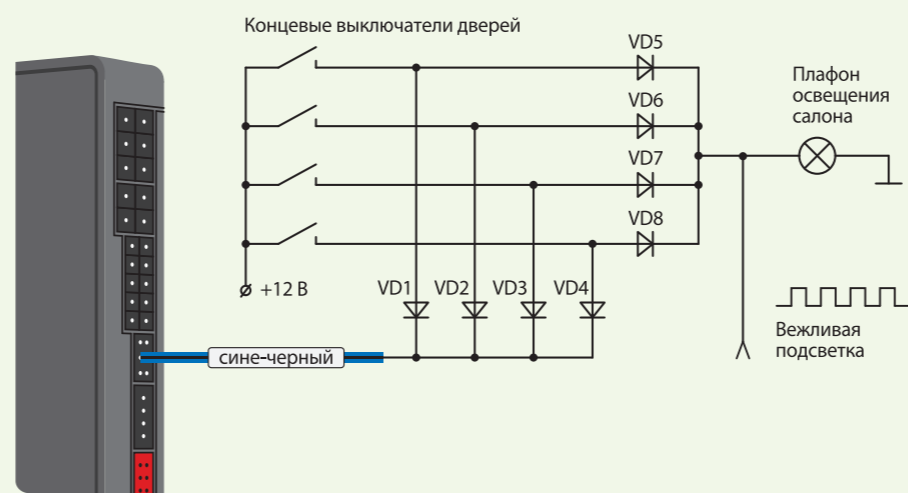 Концевые выключатели дверей
VD5
Плафон
освещения
салона
VD6
VD7
VD8
+12 В
VD1 VD2 VD3 VD4
Вежливая
подсветка
сине-черный